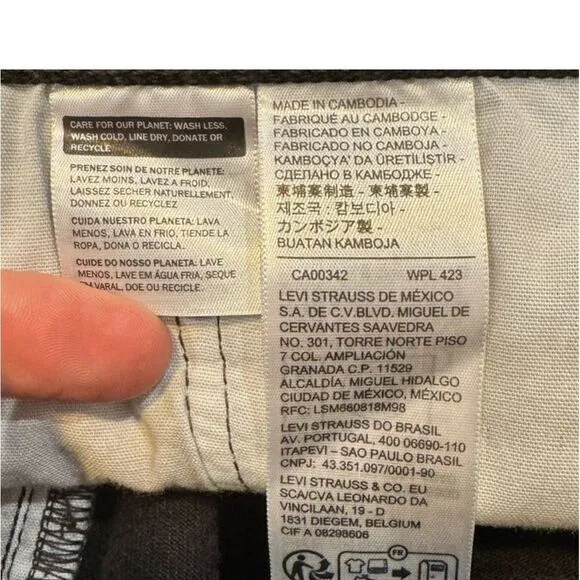 CARE FOR OUR PLANET: WASH LESS,
WASH COLD, LINE DRY, DONATE OR
RECYCLE
PRENEZ SOIN DE NOTRE PLANETE:
LAVEZ MOINS, LAVEZ A FROID,
LAISSEZ SECHER NATURELLEMENT,
DONNEZ OU RECYCLEZ
CUIDA NUESTRO PLANETA: LAVA
MENOS, LAVA EN FRIO, TIENDE LA
ROPA, DONA O RECICLA.
CUIDE DO NOSSO PLANETA: LAVE
MENOS, LAVE EM ÁGUA FRIA, SEQUE
EM VARAL, DOE OU RECICLE.
MADE IN CAMBODIA -
FABRIQUÉ AU CAMBODGE -
FABRICADO EN CAMBOYA -
FABRICADO NO CAMBOJA -
KAMBOÇYA' DA ÜRETİLİSTİR -
СДЕЛАНО В КАМБОДЖЕ -
柬埔寨制造 - 柬埔寨製 -
제조국 : 캄보디아 -
カンボジア製 -
BUATAN KAMBOJA
CA00342 WPL 423
LEVI STRAUSS DE MÉXICO
S.A. DE C.V.BLVD. MIGUEL DE
CERVANTES SAAVEDRA
NO. 301, TORRE NORTE PISO
7 COL. AMPLIACIÓN
GRANADA C.P. 11529
ALCALDÍA. MIGUEL HIDALGO
CIUDAD DE MÉXICO, MÉXICO
RFC: LSM660818M98
LEVI STRAUSS DO BRASIL
AV. PORTUGAL, 400 06690-110
ITAPEVI – SAO PAULO BRASIL
CNPJ: 43.351.097/0001-90
LEVI STRAUSS & CO. EU
SCA/CVA LEONARDO DA
VINCILAAN, 19 - D
1831 DIEGEM, BELGIUM
CIF A 08298606
FR